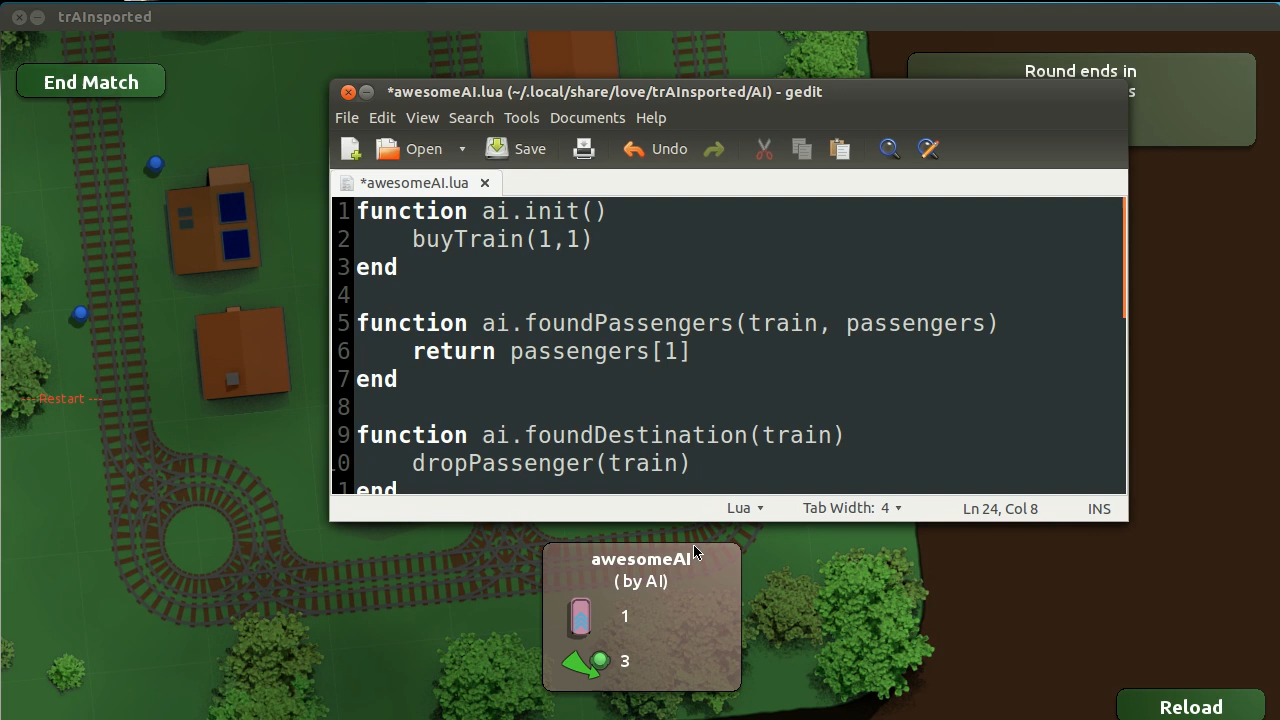 trAInsported
End Match
Round ends in
s
*awesomeAI.lua (~/.local/share/love/trAInsported/AI) - gedit
File Edit View Search Tools Documents Help
Open Save Undo
*awesomeAI.lua
1 function ai.init()
2     buyTrain(1,1)
3 end
4
5 function ai.foundPassengers(train, passengers)
6     return passengers[1]
7 end
8
9 function ai.foundDestination(train)
10     dropPassenger(train)
1 end
--- Restart ---
Lua Tab Width: 4 Ln 24, Col 8 INS
awesomeAI
( by AI)
1
3
Reload